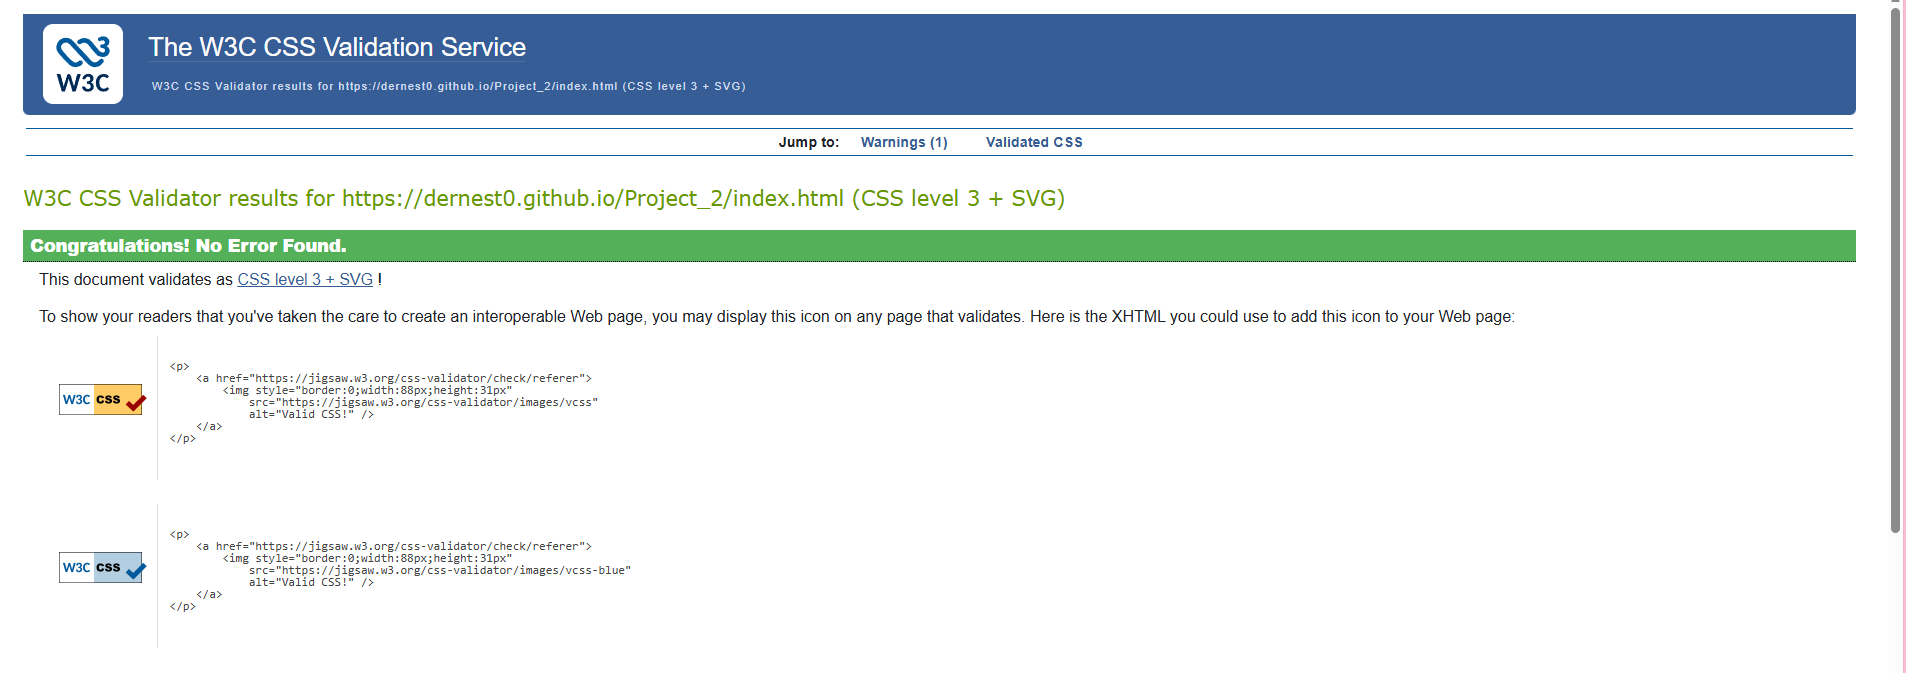 W3C
The W3C CSS Validation Service
W3C CSS Validator results for https://dernest0.github.io/Project_2/index.html (CSS level 3 + SVG)
Jump to: Warnings (1) Validated CSS
W3C CSS Validator results for https://dernest0.github.io/Project_2/index.html (CSS level 3 + SVG)
Congratulations! No Error Found.
This document validates as CSS level 3 + SVG !
To show your readers that you've taken the care to create an interoperable Web page, you may display this icon on any page that validates. Here is the XHTML you could use to add this icon to your Web page:
W3C css
<p>
    <a href="https://jigsaw.w3.org/css-validator/check/referer">
        <img style="border:0;width:88px;height:31px"
            src="https://jigsaw.w3.org/css-validator/images/vcss"
            alt="Valid CSS!" />
    </a>
</p>
W3C css
<p>
    <a href="https://jigsaw.w3.org/css-validator/check/referer">
        <img style="border:0;width:88px;height:31px"
            src="https://jigsaw.w3.org/css-validator/images/vcss-blue"
            alt="Valid CSS!" />
    </a>
</p>